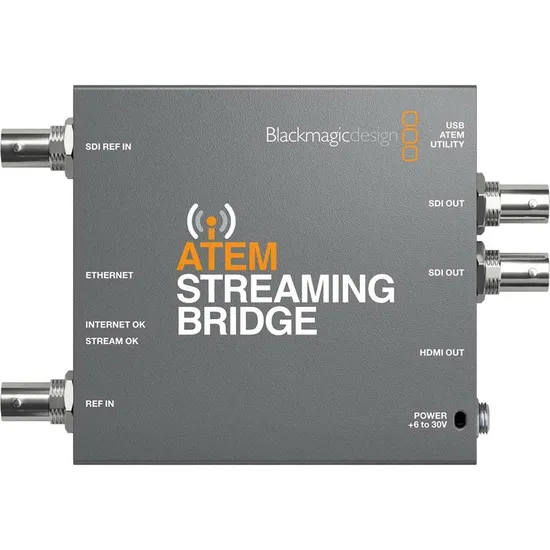 Blackmagicdesign
USB
ATEM
UTILITY
SDI REF IN
SDI OUT
ATEM
STREAMING
BRIDGE
ETHERNET
SDI OUT
INTERNET OK
STREAM OK
HDMI OUT
REF IN
POWER
+6 to 30V